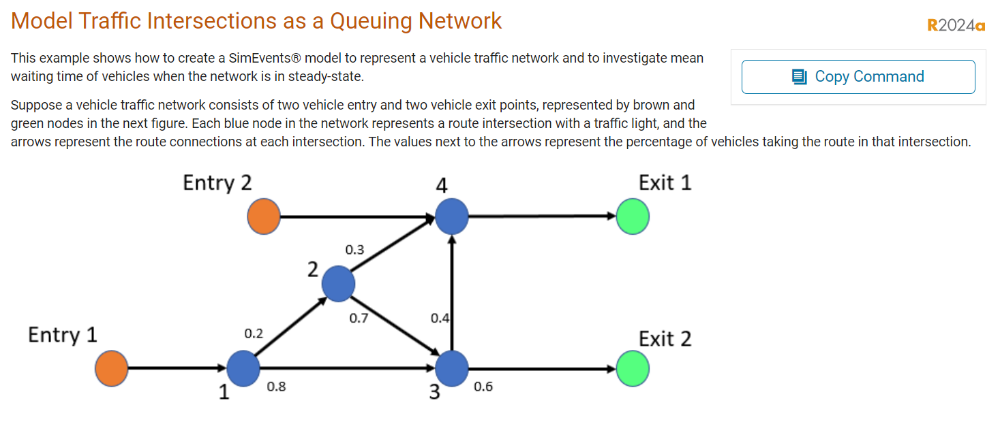 Model Traffic Intersections as a Queuing Network
R2024a
This example shows how to create a SimEvents® model to represent a vehicle traffic network and to investigate mean
waiting time of vehicles when the network is in steady-state.
Copy Command
Suppose a vehicle traffic network consists of two vehicle entry and two vehicle exit points, represented by brown and
green nodes in the next figure. Each blue node in the network represents a route intersection with a traffic light, and the
arrows represent the route connections at each intersection. The values next to the arrows represent the percentage of vehicles taking the route in that intersection.
Entry 2
4
Exit 1
0.3
2
0.7
0.4
Entry 1
0.2
Exit 2
1
0.8
3
0.6